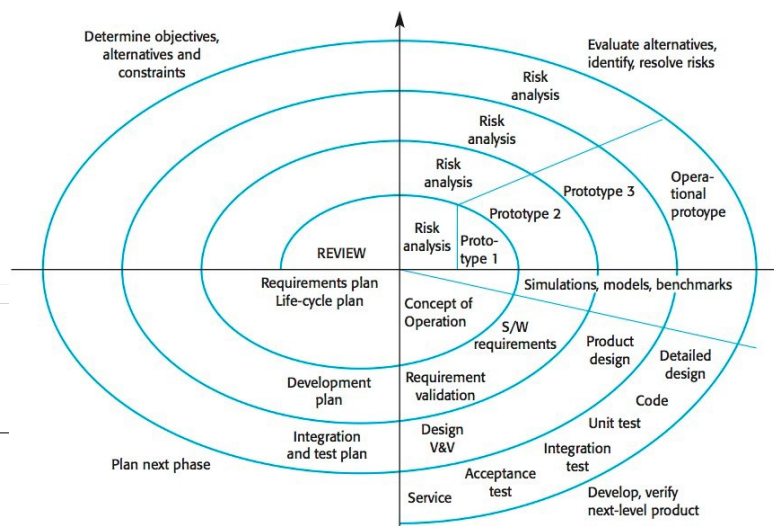 Determine objectives,
alternatives and
constraints
Evaluate alternatives,
identify, resolve risks
Risk
analysis
Risk
analysis
Risk
analysis
Opera-
tional
protoype
Prototype 3
Prototype 2
Risk
analysis
Proto-
type 1
REVIEW
Requirements plan
Life-cycle plan
Simulations, models, benchmarks
Concept of
Operation
S/W
requirements
Product
design
Detailed
design
Development
plan
Requirement
validation
Code
Unit test
Integration
and test plan
Design
V&V
Integration
test
Plan next phase
Acceptance
test
Service
Develop, verify
next-level product